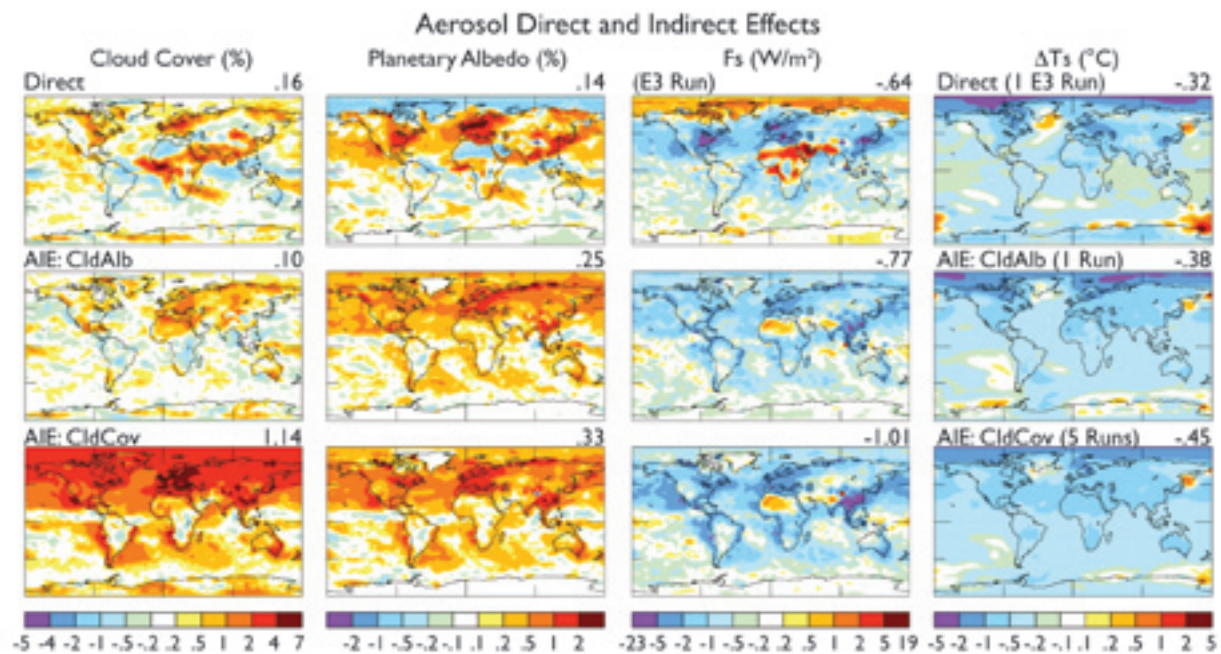 Aerosol Direct and Indirect Effects
Cloud Cover (%) Planetary Albedo (%) Fs (W/m²) ΔTs (°C)
Direct .16 .14 (E3 Run) -.64 Direct (1 E3 Run) -.32
AIE: CldAlb .10 .25 -.77 AIE: CldAlb (1 Run) -.38
AIE: CldCov 1.14 .33 -1.01 AIE: CldCov (5 Runs) -.45
-5 -4 -2 -1 -.5 -.2 .2 .5 1 2 4 7 -2 -1 -.5 -.2 .2 .5 1 2 -23 -5 -2 -1 -.5 -.2 .2 .5 1 2 5 19 -5 -2 -1 -.5 -.1 .1 .2 .5 1 2 5